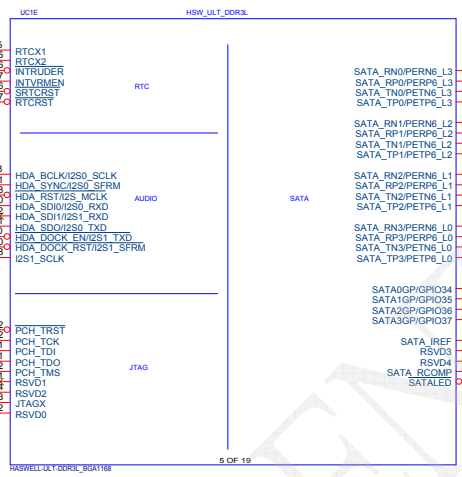 UC1E
HSW_ULT_DDR3L
RTCX1
RTCX2
INTRUDER
INTVRMEN
SRTCRST
RTCRST
RTC
HDA_BCLK/I2S0_SCLK
HDA_SYNC/I2S0_SFRM
HDA_RST/I2S_MCLK
HDA_SDI0/I2S0_RXD
HDA_SDI1/I2S1_RXD
HDA_SDO/I2S0_TXD
HDA_DOCK_EN/I2S1_TXD
HDA_DOCK_RST/I2S1_SFRM
I2S1_SCLK
AUDIO
PCH_TRST
PCH_TCK
PCH_TDI
PCH_TDO
PCH_TMS
RSVD1
RSVD2
JTAGX
RSVD0
JTAG
SATA
SATA_RN0/PERN6_L3
SATA_RP0/PERP6_L3
SATA_TN0/PETN6_L3
SATA_TP0/PETP6_L3
SATA_RN1/PERN6_L2
SATA_RP1/PERP6_L2
SATA_TN1/PETN6_L2
SATA_TP1/PETP6_L2
SATA_RN2/PERN6_L1
SATA_RP2/PERP6_L1
SATA_TN2/PETN6_L1
SATA_TP2/PETP6_L1
SATA_RN3/PERN6_L0
SATA_RP3/PERP6_L0
SATA_TN3/PETN6_L0
SATA_TP3/PETP6_L0
SATA0GP/GPIO34
SATA1GP/GPIO35
SATA2GP/GPIO36
SATA3GP/GPIO37
SATA_IREF
RSVD3
RSVD4
SATA_RCOMP
SATALED
5 OF 19
HASWELL-ULT-DDR3L_BGA1168